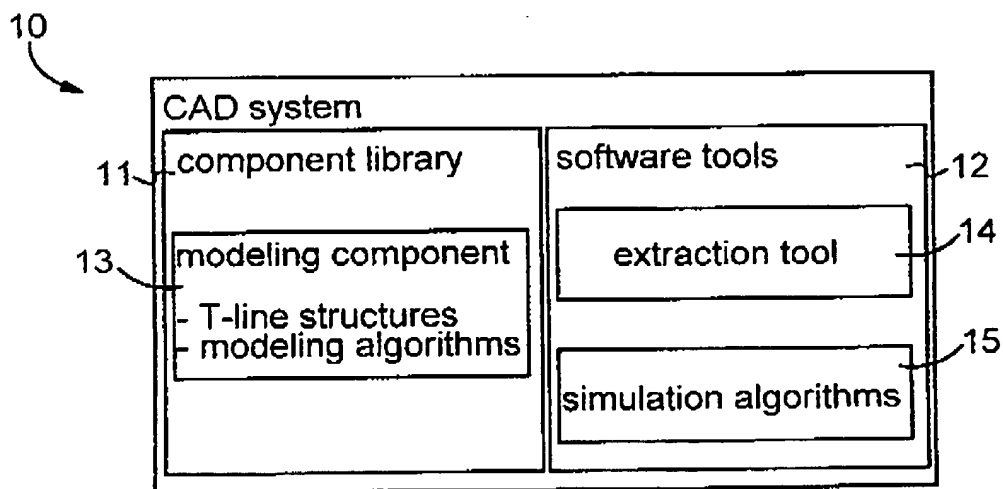 10
CAD system
component library
11
software tools
12
modeling component
13
- T-line structures
- modeling algorithms
extraction tool
14
simulation algorithms
15